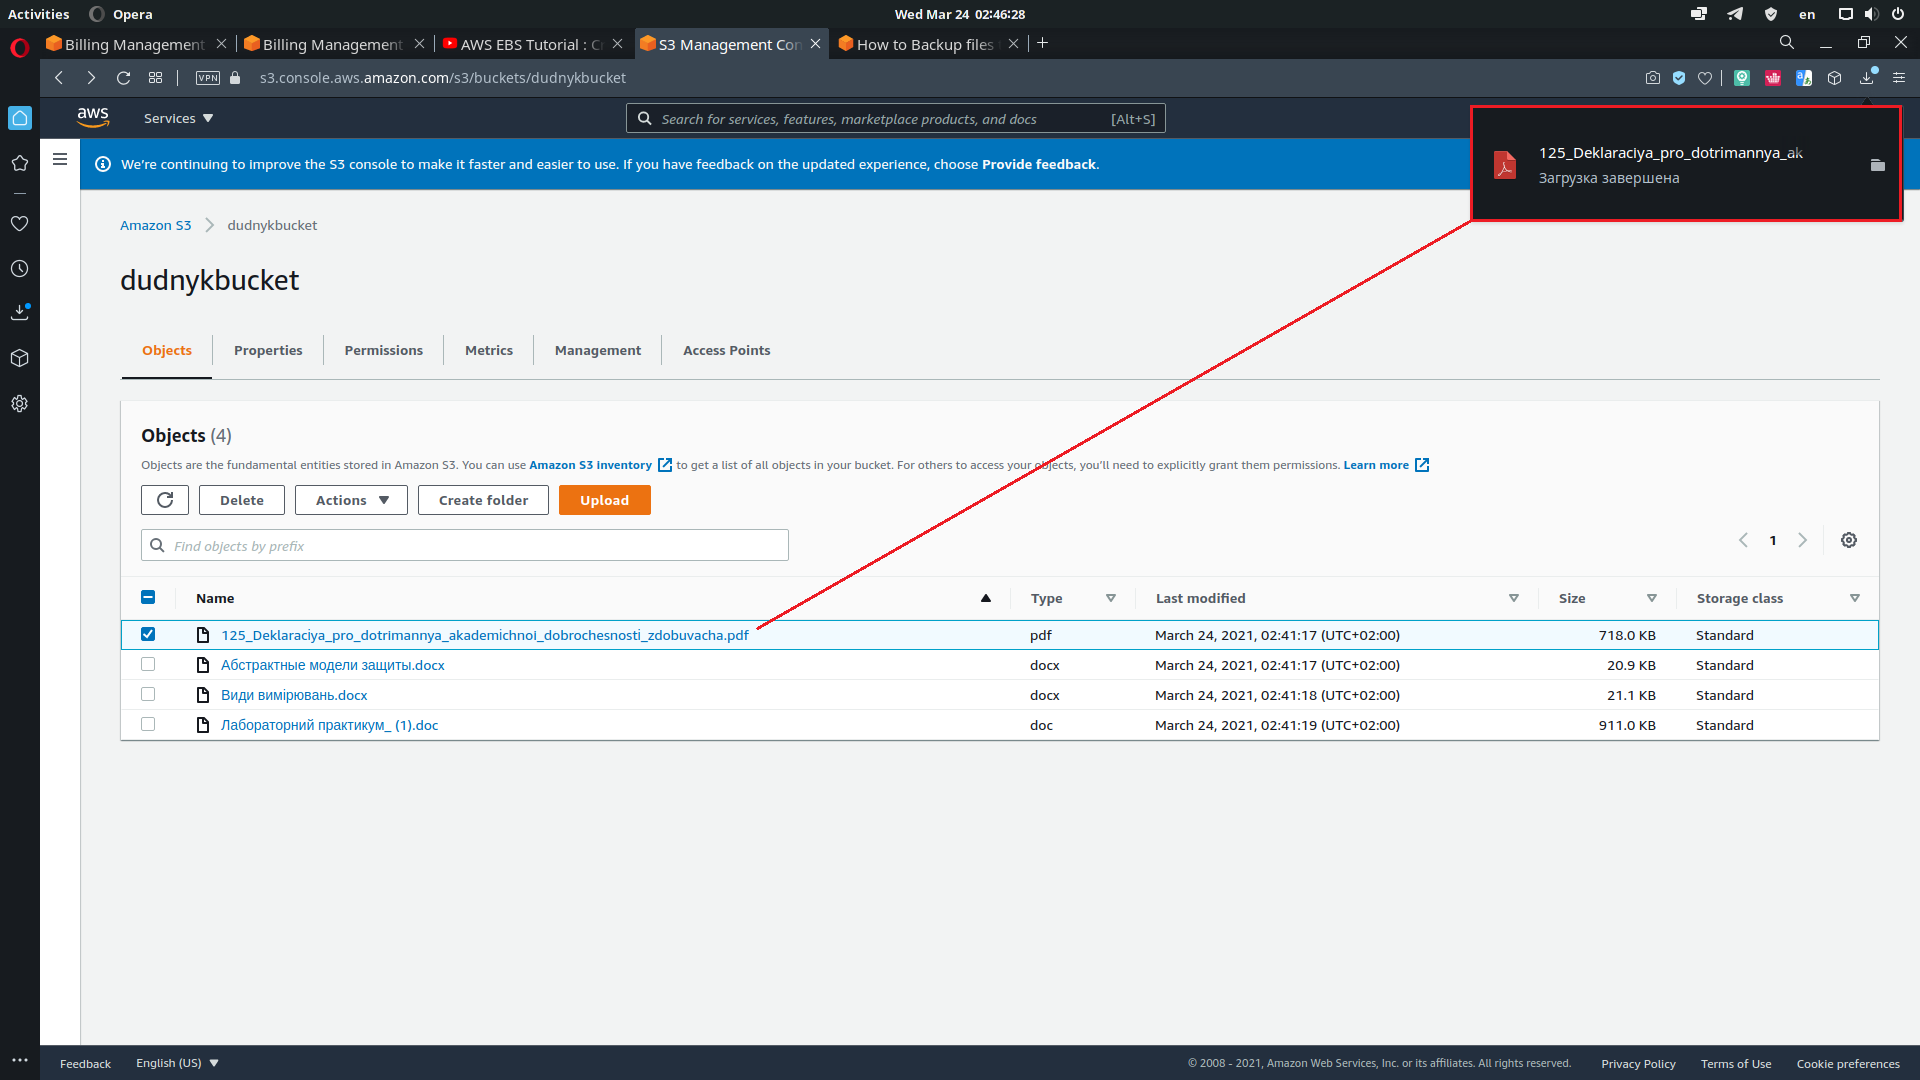 Activities Opera Wed Mar 24 02:46:28 en
Billing Management Billing Management AWS EBS Tutorial : C S3 Management Con How to Backup files
VPN s3.console.aws.amazon.com/s3/buckets/dudnykbucket
aws Services Search for services, features, marketplace products, and docs [Alt+S]
We're continuing to improve the S3 console to make it faster and easier to use. If you have feedback on the updated experience, choose Provide feedback.
125_Deklaraciya_pro_dotrimannya_ak
Загрузка завершена
Amazon S3 dudnykbucket
dudnykbucket
Objects Properties Permissions Metrics Management Access Points
Objects (4)
Objects are the fundamental entities stored in Amazon S3. You can use Amazon S3 inventory to get a list of all objects in your bucket. For others to access your objects, you'll need to explicitly grant them permissions. Learn more
Delete Actions Create folder Upload
Find objects by prefix 1
Name Type Last modified Size Storage class
125_Deklaraciya_pro_dotrimannya_akademichnoi_dobrochesnosti_zdobuvacha.pdf pdf March 24, 2021, 02:41:17 (UTC+02:00) 718.0 KB Standard
Абстрактные модели защиты.docx docx March 24, 2021, 02:41:17 (UTC+02:00) 20.9 KB Standard
Види вимірювань.docx docx March 24, 2021, 02:41:18 (UTC+02:00) 21.1 KB Standard
Лабораторний практикум_ (1).doc doc March 24, 2021, 02:41:19 (UTC+02:00) 911.0 KB Standard
Feedback English (US) © 2008 - 2021, Amazon Web Services, Inc. or its affiliates. All rights reserved. Privacy Policy Terms of Use Cookie preferences